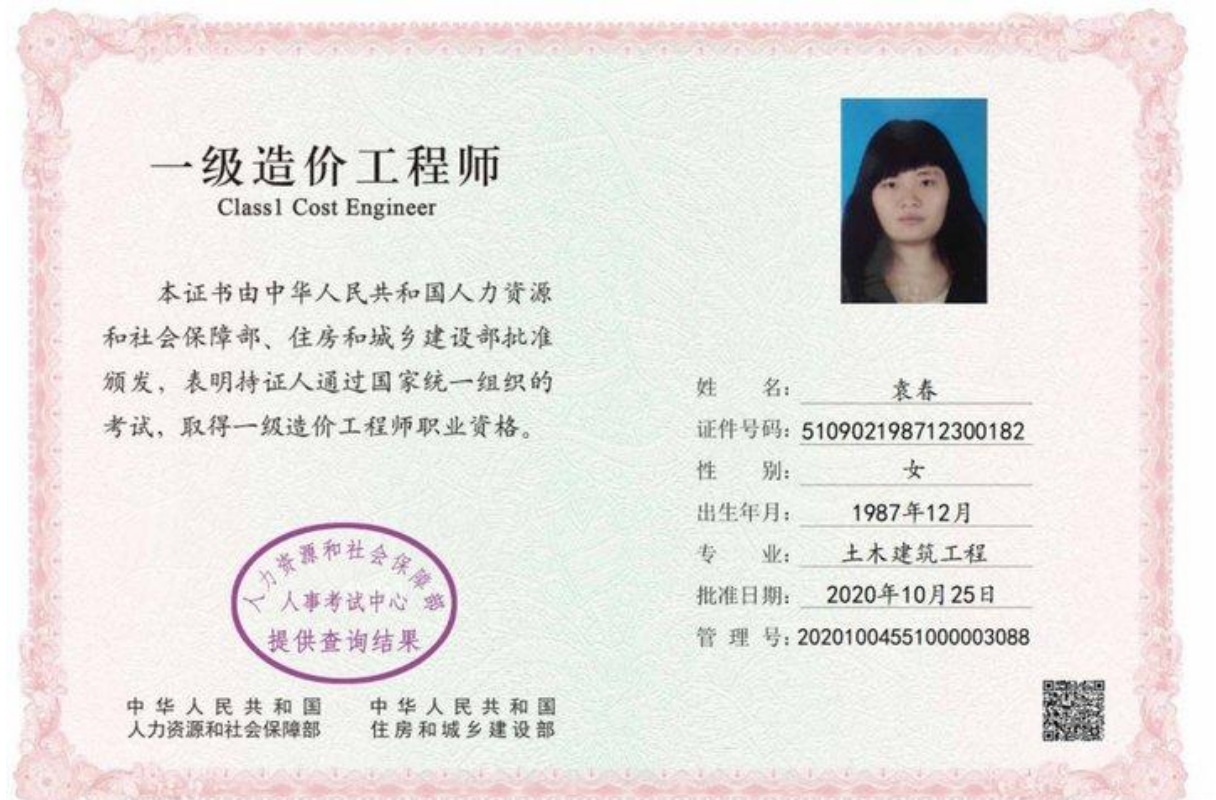 一级造价工程师
Class1 Cost Engineer
本证书由中华人民共和国人力资源
和社会保障部、住房和城乡建设部批准
颁发，表明持证人通过国家统一组织的
考试，取得一级造价工程师职业资格。
人力资源和社会保障部
人事考试中心
提供查询结果
中华人民共和国
人力资源和社会保障部
中华人民共和国
住房和城乡建设部
姓 名： 袁春
证件号码： 510902198712300182
性 别： 女
出生年月： 1987年12月
专 业： 土木建筑工程
批准日期： 2020年10月25日
管 理 号： 20201004551000003088